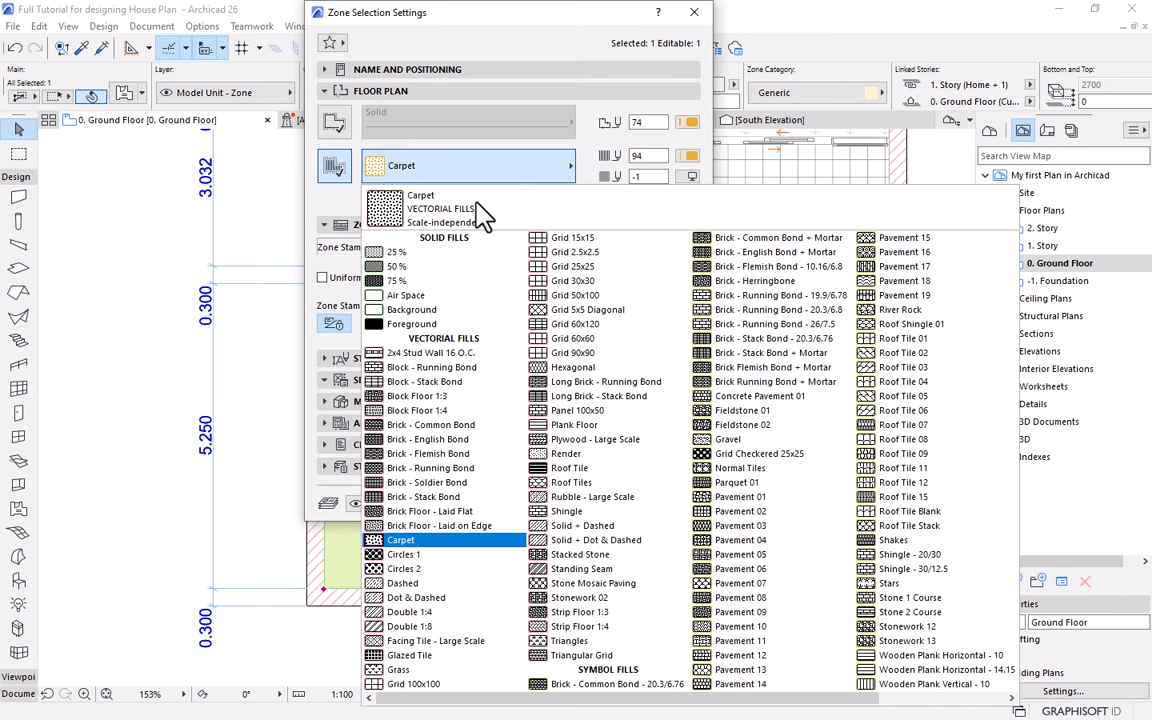 Full Tutorial for designing House Plan * Archicad 26
File Edit View Design Document Options Teamwork
Main:
All Selected: 1
Layer:
Model Unit - Zone
Zone Selection Settings
?
Selected: 1 Editable: 1
NAME AND POSITIONING
FLOOR PLAN
Solid
74
Carpet
94
-1
Zone Category:
Generic
Linked Stories:
1. Story (Home + 1)
0. Ground Floor (Cu...
Bottom and Top:
2700
0
0. Ground Floor [0. Ground Floor]
[South Elevation]
Search View Map
My first Plan in Archicad
Floor Plans
2. Story
1. Story
0. Ground Floor
-1. Foundation
Ceiling Plans
Structural Plans
Sections
Elevations
Interior Elevations
Worksheets
Details
3D Documents
3D
Indexes
Ground Floor
Settings...
GRAPHISOFT ID
Design
Viewpoi
Docume
3.032
0.300
5.250
0.300
Uniform
Zone Stam
Zone Stam
153%
0°
1:100
Carpet
VECTORIAL FILLS
Scale-independe
SOLID FILLS
25 %
50 %
75 %
Air Space
Background
Foreground
VECTORIAL FILLS
2x4 Stud Wall 16 O.C.
Block - Running Bond
Block - Stack Bond
Block Floor 1:3
Block Floor 1:4
Brick - Common Bond
Brick - English Bond
Brick - Flemish Bond
Brick - Running Bond
Brick - Soldier Bond
Brick - Stack Bond
Brick Floor - Laid Flat
Brick Floor - Laid on Edge
Carpet
Circles 1
Circles 2
Dashed
Dot & Dashed
Double 1:4
Double 1:8
Facing Tile - Large Scale
Glazed Tile
Grass
Grid 100x100
Grid 15x15
Grid 2.5x2.5
Grid 25x25
Grid 30x30
Grid 50x100
Grid 5x5 Diagonal
Grid 60x120
Grid 60x60
Grid 90x90
Hexagonal
Long Brick - Running Bond
Long Brick - Stack Bond
Panel 100x50
Plank Floor
Plywood - Large Scale
Render
Roof Tile
Roof Tiles
Rubble - Large Scale
Shingle
Solid + Dashed
Solid + Dot & Dashed
Stacked Stone
Standing Seam
Stone Mosaic Paving
Stonework 02
Strip Floor 1:3
Strip Floor 1:4
Triangles
Triangular Grid
SYMBOL FILLS
Brick - Common Bond - 20.3/6.76
Brick - Common Bond + Mortar
Brick - English Bond + Mortar
Brick - Flemish Bond - 10.16/6.8
Brick - Herringbone
Brick - Running Bond - 19.9/6.78
Brick - Running Bond - 20.3/6.8
Brick - Running Bond - 26/7.5
Brick - Stack Bond - 20.3/6.76
Brick - Stack Bond + Mortar
Brick Flemish Bond + Mortar
Brick Running Bond + Mortar
Concrete Pavement 01
Fieldstone 01
Fieldstone 02
Gravel
Grid Checkered 25x25
Normal Tiles
Parquet 01
Pavement 01
Pavement 02
Pavement 03
Pavement 04
Pavement 05
Pavement 06
Pavement 07
Pavement 08
Pavement 09
Pavement 10
Pavement 11
Pavement 12
Pavement 13
Pavement 14
Pavement 15
Pavement 16
Pavement 17
Pavement 18
Pavement 19
River Rock
Roof Shingle 01
Roof Tile 01
Roof Tile 02
Roof Tile 03
Roof Tile 04
Roof Tile 05
Roof Tile 06
Roof Tile 07
Roof Tile 08
Roof Tile 09
Roof Tile 11
Roof Tile 12
Roof Tile 15
Roof Tile Blank
Roof Tile Stack
Shakes
Shingle - 20/30
Shingle - 30/12.5
Stars
Stone 1 Course
Stone 2 Course
Stonework 12
Stonework 13
Wooden Plank Horizontal - 10
Wooden Plank Horizontal - 14.15
Wooden Plank Vertical - 10